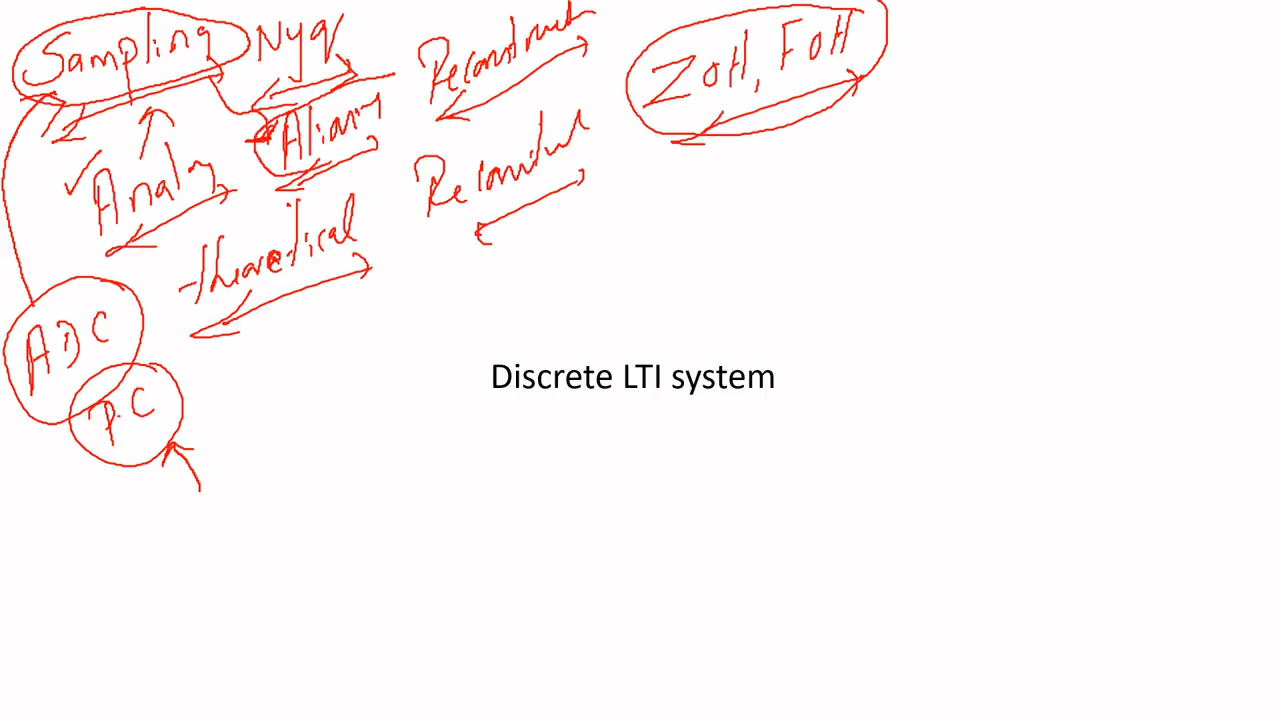 Sampling Nyq
Reconstruct
ZOH, FOH
Aliasing
Analog
Reconstruct
theoretical
ADC
P.C
Discrete LTI system